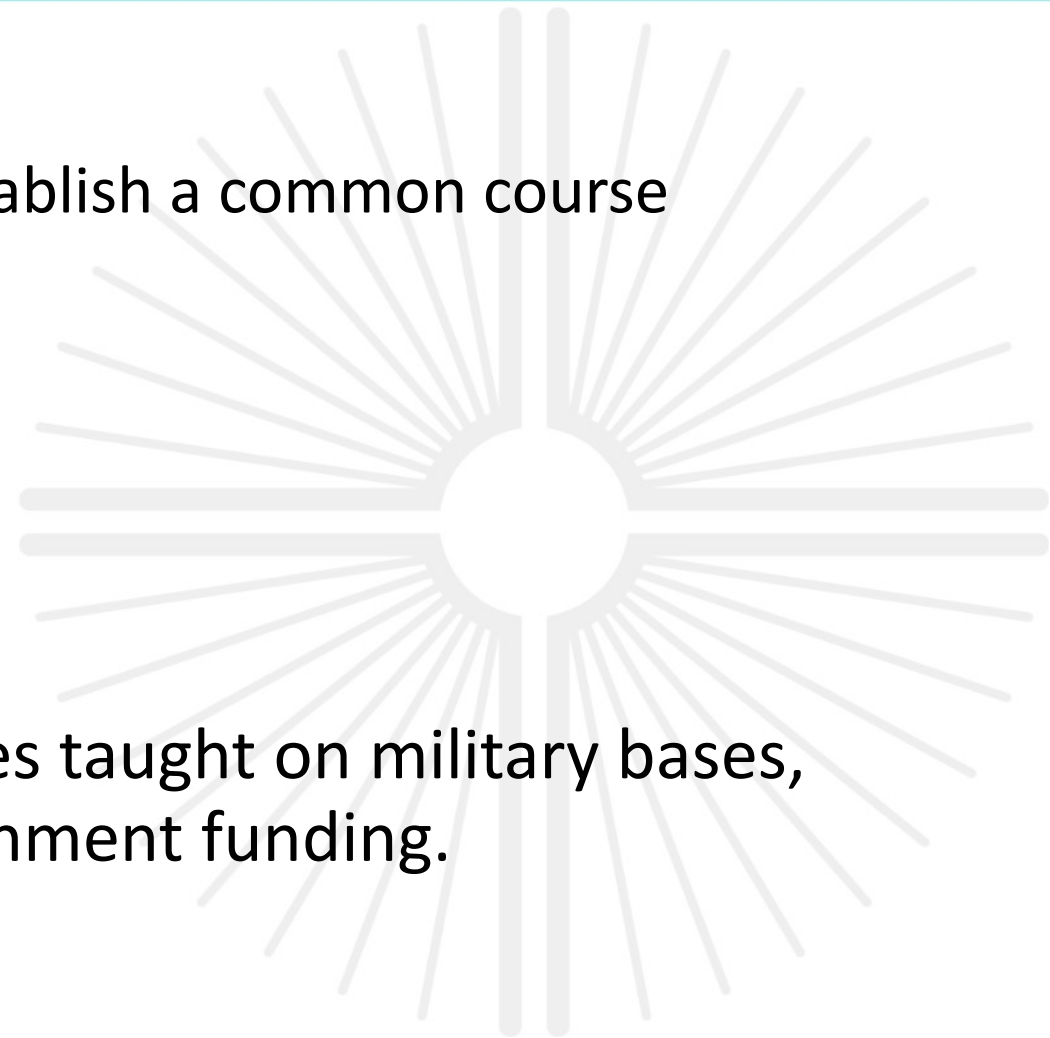 ablish a common course
es taught on military bases,
nment funding.